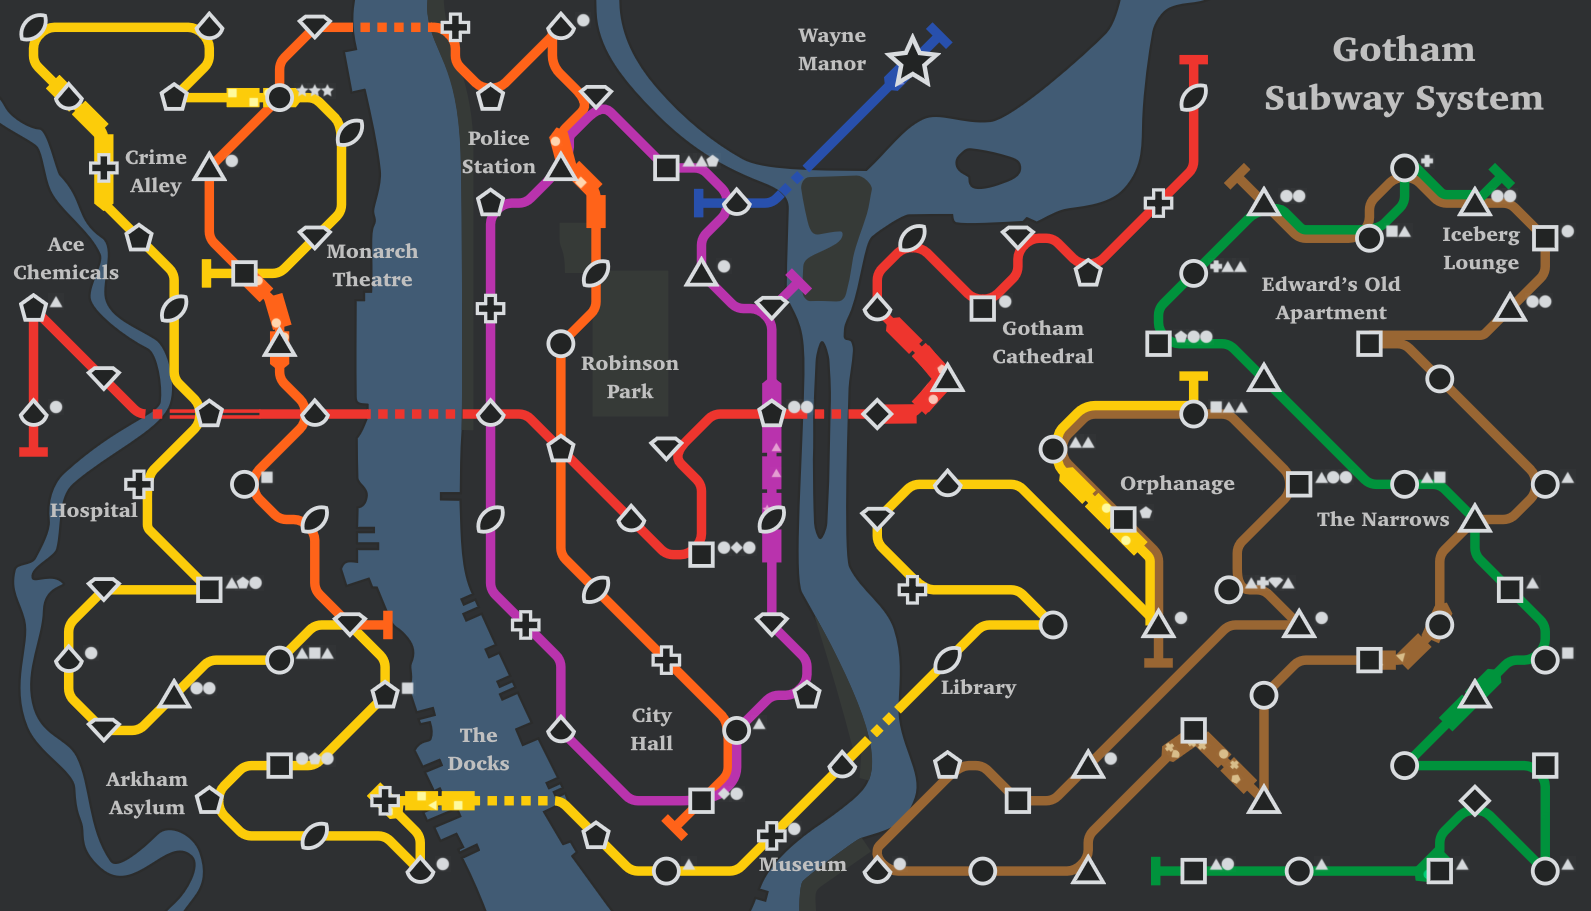 Wayne
Manor
Gotham
Subway System
Police
Station
Crime
Alley
Ace
Chemicals
Monarch
Theatre
Iceberg
Lounge
Edward's Old
Apartment
Gotham
Cathedral
Robinson
Park
Hospital
Orphanage
The Narrows
Library
City
Hall
The
Docks
Arkham
Asylum
Museum